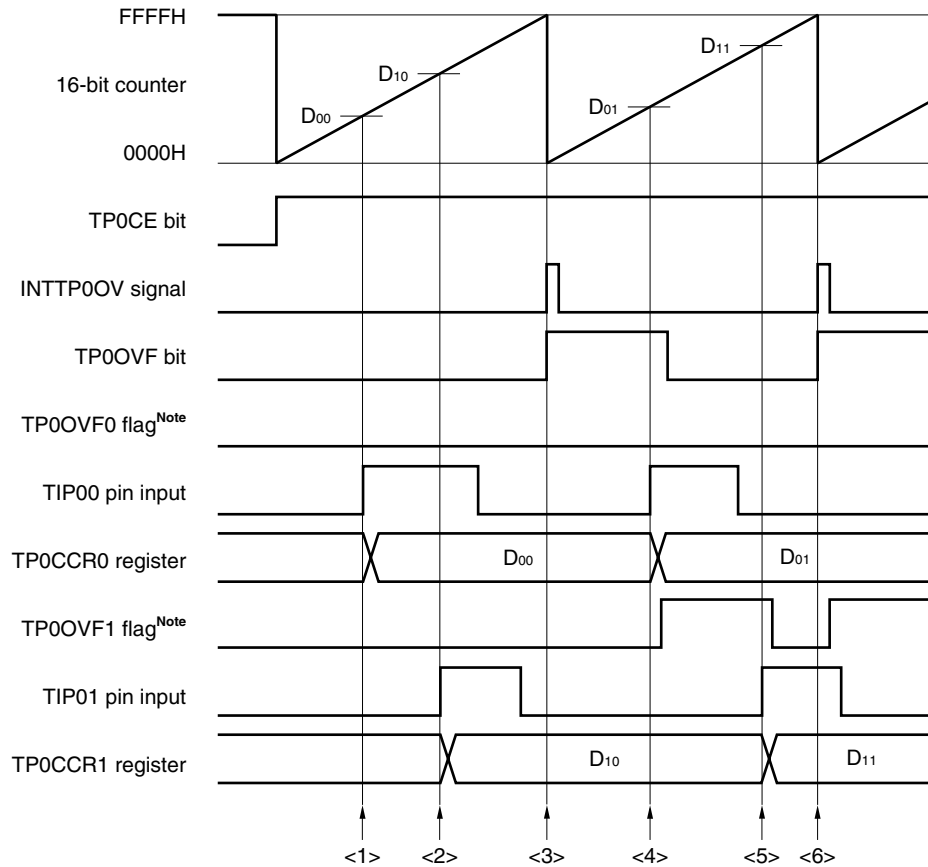 FFFFH
D11
D10
16-bit counter
D01
D00
0000H
TP0CE bit
INTTP0OV signal
TP0OVF bit
TP0OVF0 flagNote
TIP00 pin input
TP0CCR0 register
D00
D01
TP0OVF1 flagNote
TIP01 pin input
TP0CCR1 register
D10
D11
<1> <2> <3> <4> <5> <6>